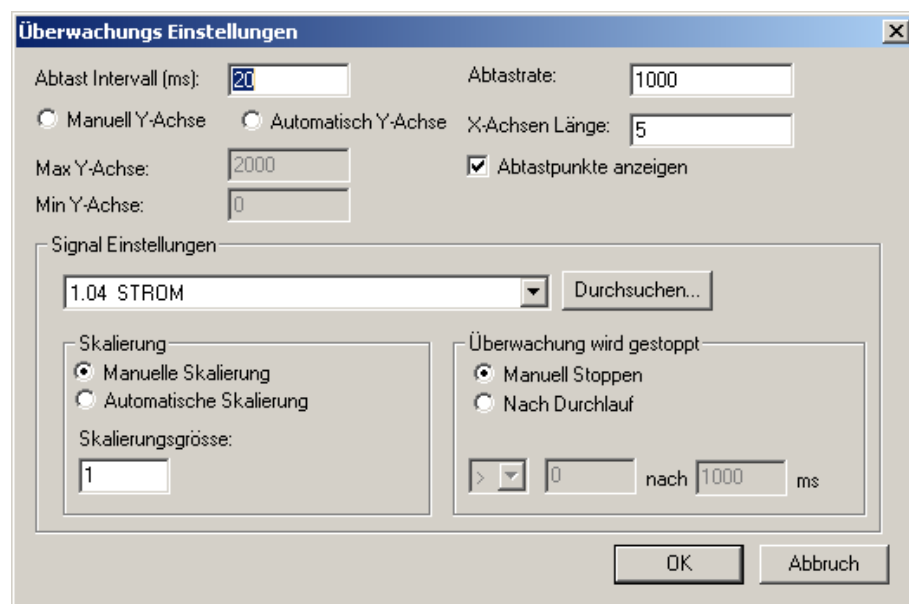 Überwachungs Einstellungen
Abtast Intervall (ms): 20 Abtastrate: 1000
Manuell Y-Achse Automatisch Y-Achse X-Achsen Länge: 5
Max Y-Achse: 2000 Abtastpunkte anzeigen
Min Y-Achse: 0
Signal Einstellungen
1.04 STROM Durchsuchen...
Skalierung Überwachung wird gestoppt
Manuelle Skalierung Manuell Stoppen
Automatische Skalierung Nach Durchlauf
Skalierungsgrösse:
1 > 0 nach 1000 ms
OK Abbruch